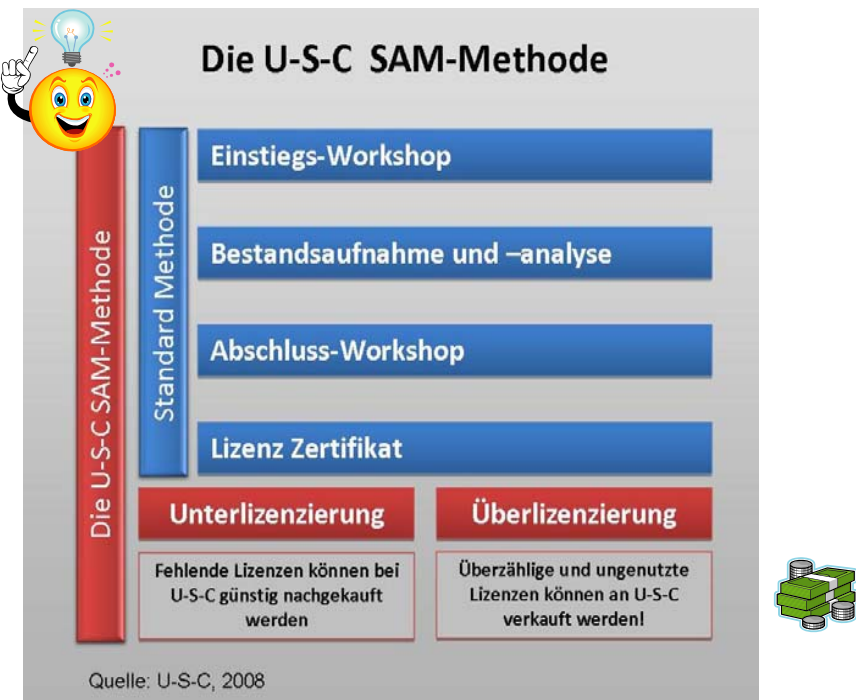 Die U-S-C SAM-Methode
Die U-S-C SAM-Methode
Standard Methode
Einstiegs-Workshop
Bestandsaufnahme und –analyse
Abschluss-Workshop
Lizenz Zertifikat
Unterlizenzierung
Fehlende Lizenzen können bei
U-S-C günstig nachgekauft
werden
Überlizenzierung
Überzählige und ungenutzte
Lizenzen können an U-S-C
verkauft werden!
Quelle: U-S-C, 2008